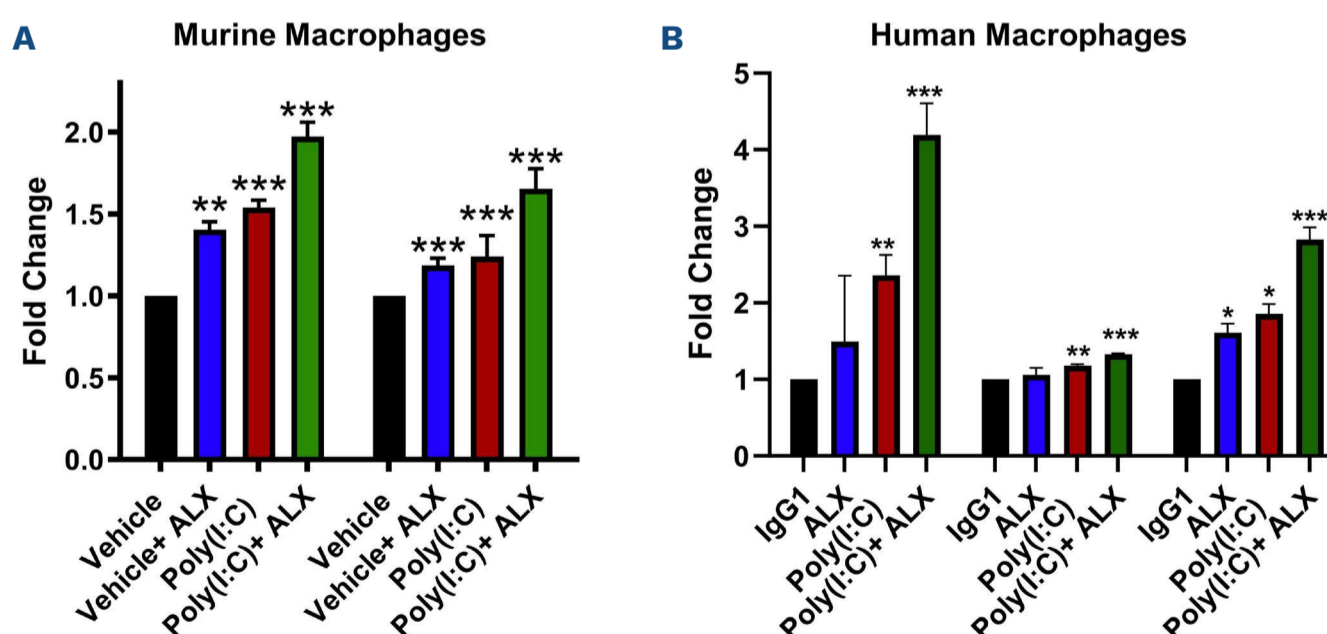 A
Murine Macrophages
Fold Change
2.0
1.5
1.0
0.5
0.0
**
***
***
***
***
***
Vehicle
Vehicle+ ALX
Poly(I:C)
Poly(I:C)+ ALX
Vehicle
Vehicle+ ALX
Poly(I:C)
Poly(I:C)+ ALX
B
Human Macrophages
Fold Change
5
4
3
2
1
0
**
***
**
***
*
*
***
IgG1
ALX
Poly(I:C)
Poly(I:C)+ ALX
IgG1
ALX
Poly(I:C)
Poly(I:C)+ ALX
IgG1
ALX
Poly(I:C)
Poly(I:C)+ ALX